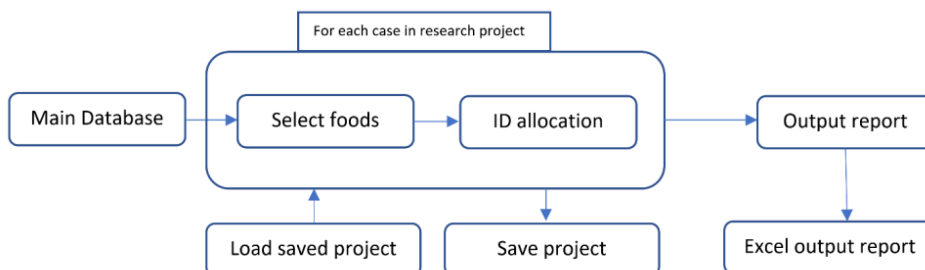 For each case in research project
Main Database
Select foods
ID allocation
Output report
Load saved project
Save project
Excel output report